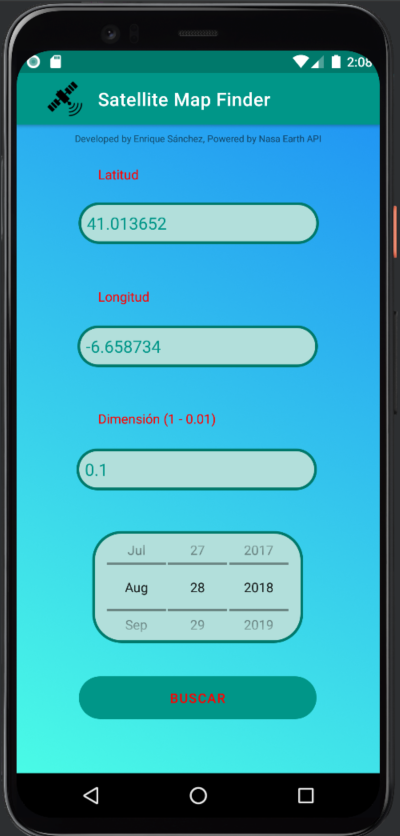 2:08
Satellite Map Finder
Developed by Enrique Sánchez, Powered by Nasa Earth API
Latitud
41.013652
Longitud
-6.658734
Dimensión (1 - 0.01)
0.1
Jul 27 2017
Aug 28 2018
Sep 29 2019
BUSCAR